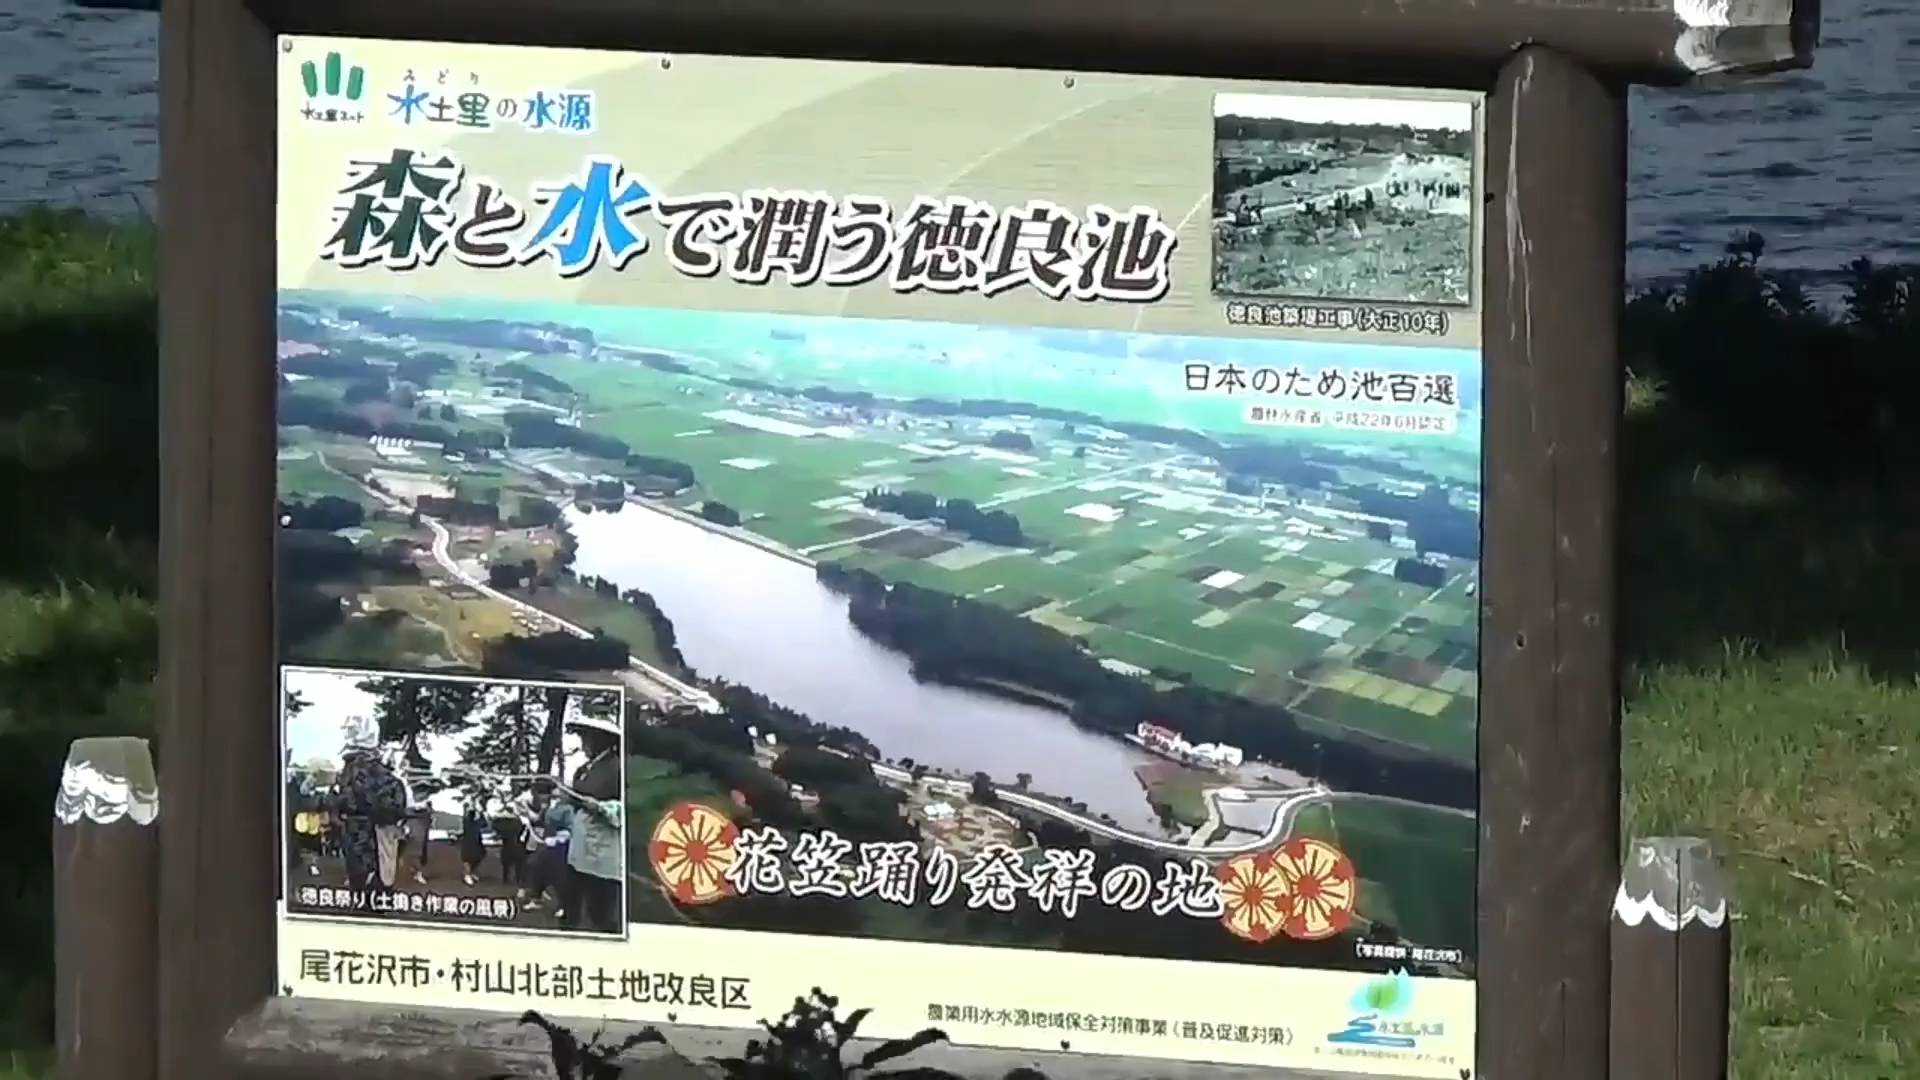 みどり
水土里ネット
水土里の水源
森と水で潤う徳良池
徳良池築堤工事(大正10年)
日本のため池百選
農林水産省 平成22年6月認定
徳良祭り(土搗き作業の風景)
花笠踊り発祥の地
[写真提供:尾花沢市]
尾花沢市・村山北部土地改良区
農業用水水源地域保全対策事業(普及促進対策)
水土里の水源